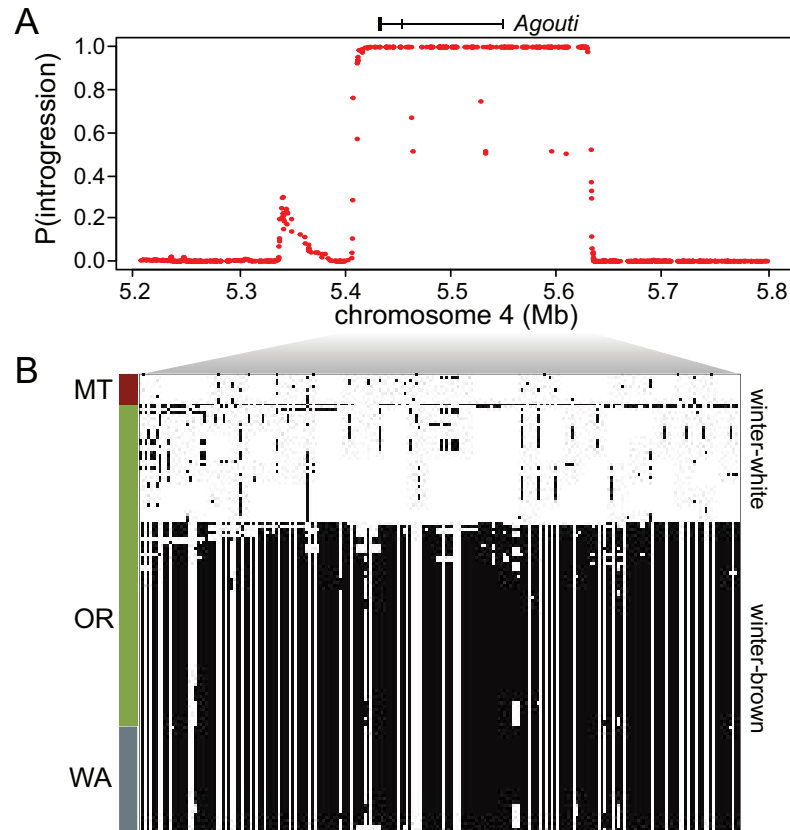 A
Agouti
P(introgression)
1.0
0.8
0.6
0.4
0.2
0.0
5.2 5.3 5.4 5.5 5.6 5.7 5.8
chromosome 4 (Mb)
B
MT
OR
WA
winter-white
winter-brown